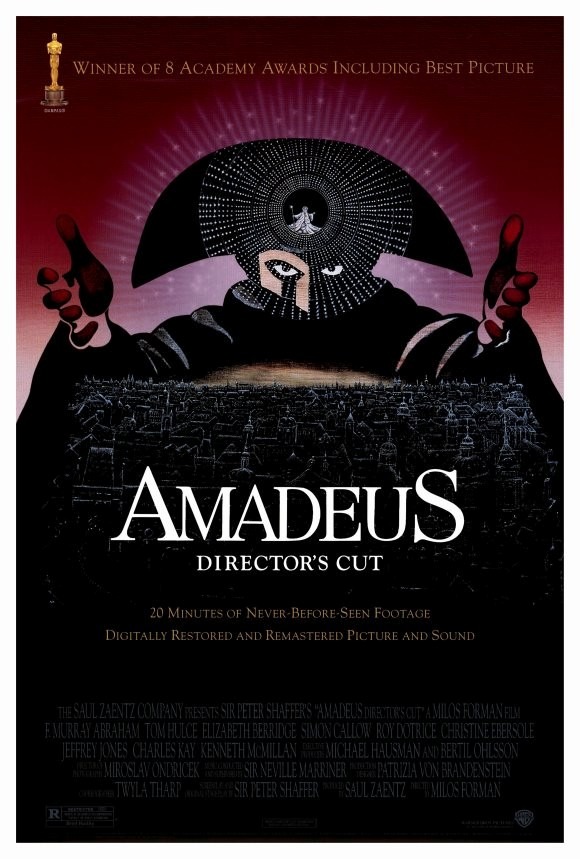 WINNER OF 8 ACADEMY AWARDS INCLUDING BEST PICTURE
AMADEUS
DIRECTOR'S CUT
20 MINUTES OF NEVER-BEFORE-SEEN FOOTAGE
DIGITALLY RESTORED AND REMASTERED PICTURE AND SOUND
THE SAUL ZAENTZ COMPANY PRESENTS SIR PETER SHAFFER'S "AMADEUS DIRECTOR'S CUT" A MILOS FORMAN FILM
F. MURRAY ABRAHAM TOM HULCE ELIZABETH BERRIDGE SIMON CALLOW ROY DOTRICE CHRISTINE EBERSOLE
JEFFREY JONES CHARLES KAY KENNETH McMILLAN MICHAEL HAUSMAN AND BERTIL OHLSSON
MIROSLAV ONDRICEK SIR NEVILLE MARRINER PATRIZIA VON BRANDENSTEIN
TWYLA THARP SIR PETER SHAFFER SAUL ZAENTZ MILOS FORMAN
R RESTRICTED